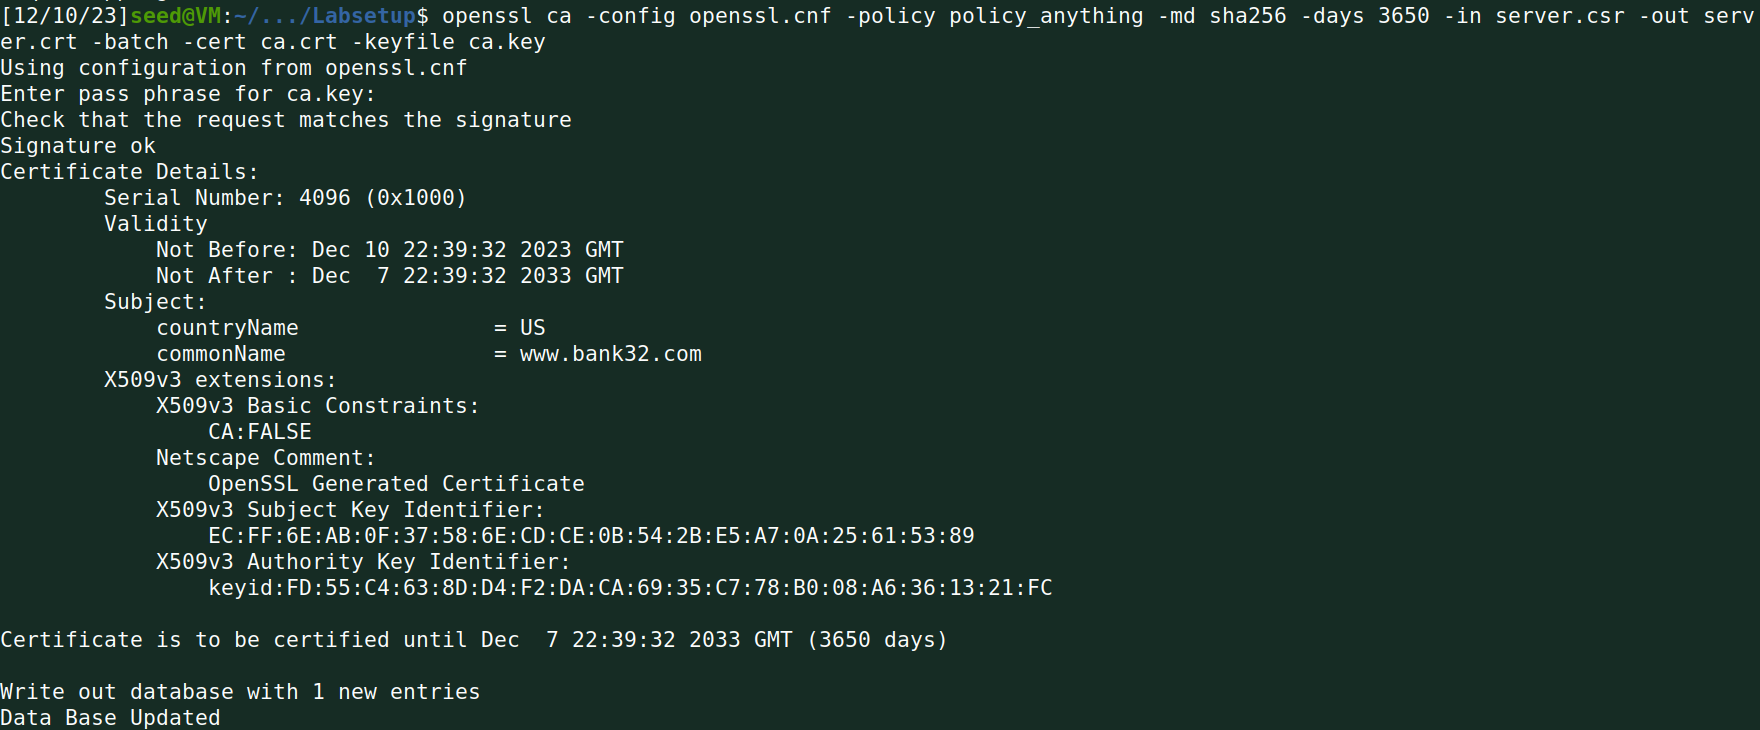 [12/10/23]seed@VM:~/.../Labsetup$ openssl ca -config openssl.cnf -policy policy_anything -md sha256 -days 3650 -in server.csr -out serv
er.crt -batch -cert ca.crt -keyfile ca.key
Using configuration from openssl.cnf
Enter pass phrase for ca.key:
Check that the request matches the signature
Signature ok
Certificate Details:
        Serial Number: 4096 (0x1000)
        Validity
            Not Before: Dec 10 22:39:32 2023 GMT
            Not After : Dec  7 22:39:32 2033 GMT
        Subject:
            countryName               = US
            commonName                = www.bank32.com
        X509v3 extensions:
            X509v3 Basic Constraints:
                CA:FALSE
            Netscape Comment:
                OpenSSL Generated Certificate
            X509v3 Subject Key Identifier:
                EC:FF:6E:AB:0F:37:58:6E:CD:CE:0B:54:2B:E5:A7:0A:25:61:53:89
            X509v3 Authority Key Identifier:
                keyid:FD:55:C4:63:8D:D4:F2:DA:CA:69:35:C7:78:B0:08:A6:36:13:21:FC

Certificate is to be certified until Dec  7 22:39:32 2033 GMT (3650 days)

Write out database with 1 new entries
Data Base Updated